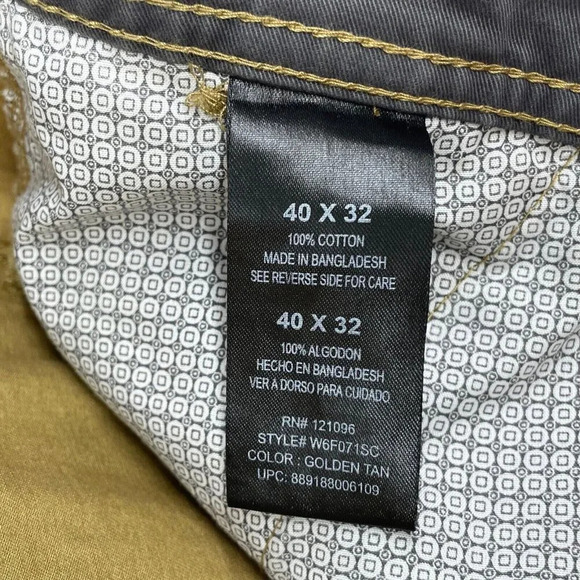 40 X 32
100% COTTON
MADE IN BANGLADESH
SEE REVERSE SIDE FOR CARE
40 X 32
100% ALGODON
HECHO EN BANGLADESH
VER A DORSO PARA CUIDADO
RN# 121096
STYLE# W6F071SC
COLOR : GOLDEN TAN
UPC: 889188006109